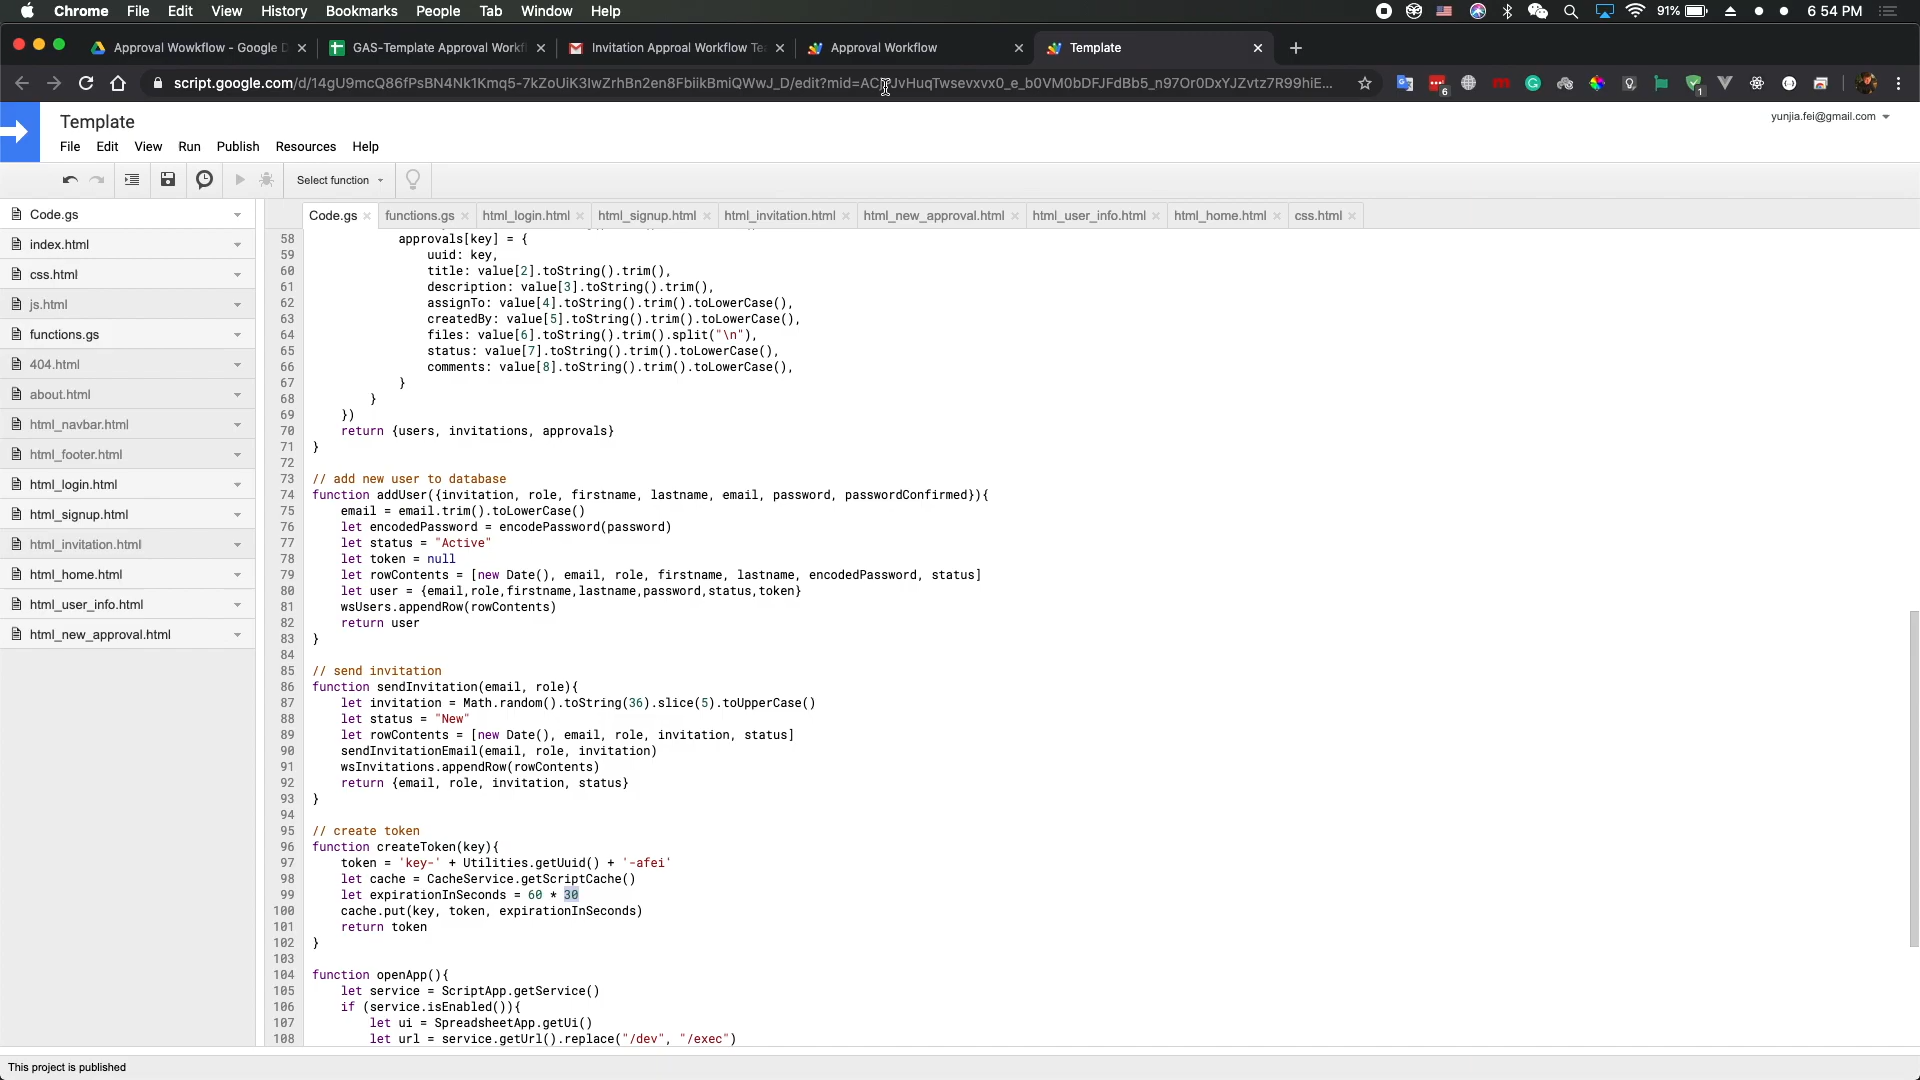 Chrome File Edit View History Bookmarks People Tab Window Help 91% 6 54 PM
Approval Wowkflow - Google D GAS-Template Approval Workfl Invitation Approal Workflow Te Approval Workflow Template
script.google.com/d/14gU9mcQ86fPsBN4Nk1Kmq5-7kZoUiK3IwZrhBn2en8FbiikBmiQWwJ_D/edit?
6 1
Template
yunjia.fei@gmail.com
File Edit View Run Publish Resources Help
Select function
Code.gs functions.gs html_login.html html_signup.html html_invitation.html html_new_approval.html html_user_info.html html_home.html css.html
Code.gs
index.html
css.html
js.html
functions.gs
404.html
about.html
html_navbar.html
html_footer.html
html_login.html
html_signup.html
html_invitation.html
html_home.html
html_user_info.html
html_new_approval.html
58 approvals[key] = {
59 uuid: key,
60 title: value[2].toString().trim(),
61 description: value[3].toString().trim(),
62 assignTo: value[4].toString().trim().toLowerCase(),
63 createdBy: value[5].toString().trim().toLowerCase(),
64 files: value[6].toString().trim().split("\n"),
65 status: value[7].toString().trim().toLowerCase(),
66 comments: value[8].toString().trim().toLowerCase(),
67 }
68 }
69 })
70 return {users, invitations, approvals}
71 }
72
73 // add new user to database
74 function addUser({invitation, role, firstname, lastname, email, password, passwordConfirmed}){
75 email = email.trim().toLowerCase()
76 let encodedPassword = encodePassword(password)
77 let status = "Active"
78 let token = null
79 let rowContents = [new Date(), email, role, firstname, lastname, encodedPassword, status]
80 let user = {email,role,firstname,lastname,password,status,token}
81 wsUsers.appendRow(rowContents)
82 return user
83 }
84
85 // send invitation
86 function sendInvitation(email, role){
87 let invitation = Math.random().toString(36).slice(5).toUpperCase()
88 let status = "New"
89 let rowContents = [new Date(), email, role, invitation, status]
90 sendInvitationEmail(email, role, invitation)
91 wsInvitations.appendRow(rowContents)
92 return {email, role, invitation, status}
93 }
94
95 // create token
96 function createToken(key){
97 token = 'key-' + Utilities.getUuid() + '-afei'
98 let cache = CacheService.getScriptCache()
99 let expirationInSeconds = 60 * 30
100 cache.put(key, token, expirationInSeconds)
101 return token
102 }
103
104 function openApp(){
105 let service = ScriptApp.getService()
106 if (service.isEnabled()){
107 let ui = SpreadsheetApp.getUi()
108 let url = service.getUrl().replace("/dev", "/exec")
This project is published